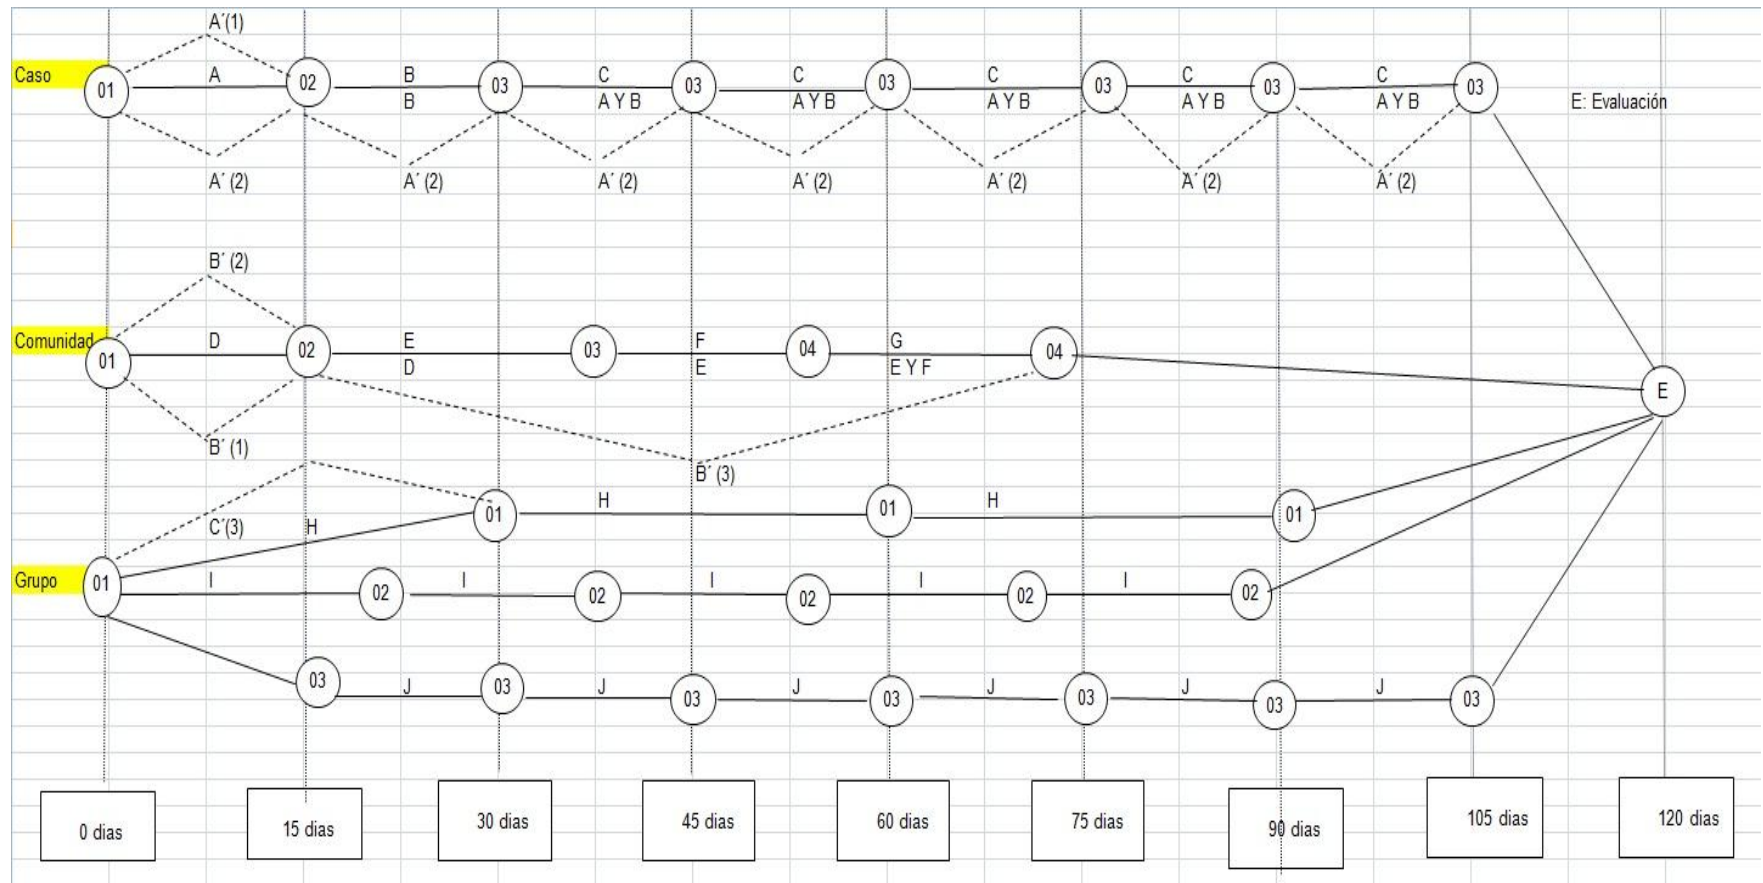 A´(1)
Caso
A
B
C
C
C
C
C
01
02
03
03
03
03
03
03
B
A Y B
A Y B
A Y B
A Y B
A Y B
E: Evaluación
A´ (2)
A´ (2)
A´ (2)
A´ (2)
A´ (2)
A´ (2)
A´ (2)
B´ (2)
Comunidad
D
E
F
G
01
02
03
04
04
D
E
E Y F
E
B´ (1)
B´ (3)
C´(3)
H
H
H
01
01
01
Grupo
01
I
I
I
I
I
02
02
02
02
02
J
J
J
J
J
J
03
03
03
03
03
03
03
0 dias
15 dias
30 dias
45 dias
60 dias
75 dias
90 dias
105 dias
120 dias